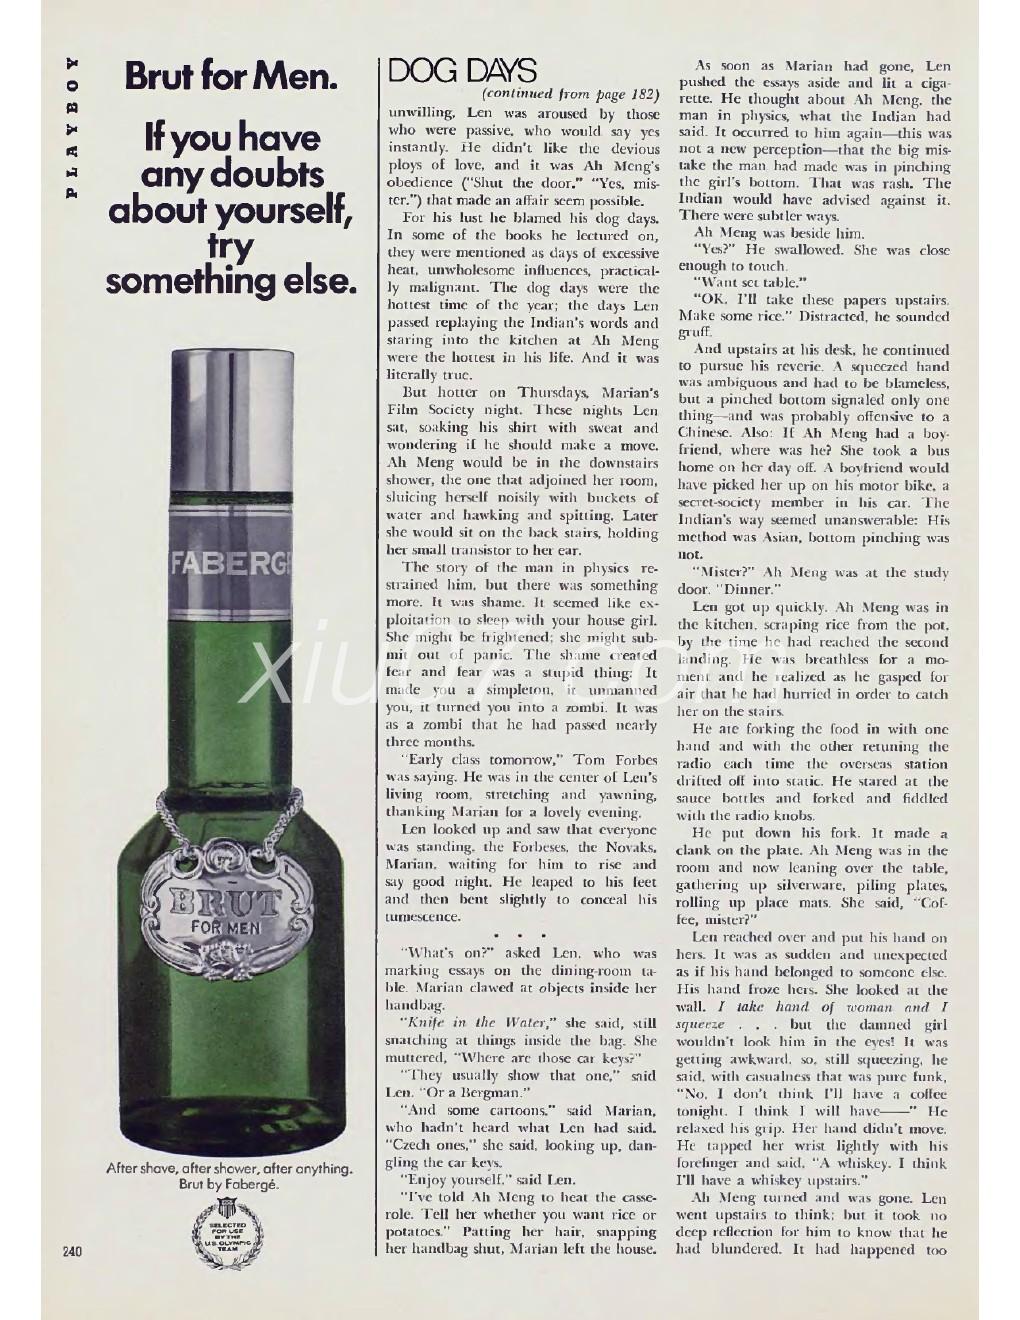 PLAYBOY
Brut for Men.
If you have
any doubts
about yourself,
try
something else.
FABERGÉ
BRUT
FOR MEN
After shave, after shower, after anything.
Brut by Fabergé.
SELECTED
FOR USE
BY THE
U.S. OLYMPIC
TEAM
240
DOG DAYS
(continued from page 182)
unwilling, Len was aroused by those
who were passive, who would say yes
instantly. He didn't like the devious
ploys of love, and it was Ah Meng's
obedience ("Shut the door." "Yes, mis-
ter.") that made an affair seem possible.
For his lust he blamed his dog days.
In some of the books he lectured on,
they were mentioned as days of excessive
heat, unwholesome influences, practical-
ly malignant. The dog days were the
hottest time of the year; the days Len
passed replaying the Indian's words and
staring into the kitchen at Ah Meng
were the hottest in his life. And it was
literally true.
But hotter on Thursdays, Marian's
Film Society night. These nights Len
sat, soaking his shirt with sweat and
wondering if he should make a move.
Ah Meng would be in the downstairs
shower, the one that adjoined her room,
sluicing herself noisily with buckets of
water and hawking and spitting. Later
she would sit on the back stairs, holding
her small transistor to her ear.
The story of the man in physics re-
strained him, but there was something
more. It was shame. It seemed like ex-
ploitation to sleep with your house girl.
She might be frightened; she might sub-
mit out of panic. The shame created
fear and fear was a stupid thing: It
made you a simpleton, it unmanned
you, it turned you into a zombi. It was
as a zombi that he had passed nearly
three months.
"Early class tomorrow," Tom Forbes
was saying. He was in the center of Len's
living room, stretching and yawning,
thanking Marian for a lovely evening.
Len looked up and saw that everyone
was standing, the Forbeses, the Novaks,
Marian, waiting for him to rise and
say good night. He leaped to his feet
and then bent slightly to conceal his
tumescence.
• • •
"What's on?" asked Len, who was
marking essays on the dining-room ta-
ble. Marian clawed at objects inside her
handbag.
"Knife in the Water," she said, still
snatching at things inside the bag. She
muttered, "Where are those car keys?"
"They usually show that one," said
Len. "Or a Bergman."
"And some cartoons," said Marian,
who hadn't heard what Len had said.
"Czech ones," she said, looking up, dan-
gling the car keys.
"Enjoy yourself," said Len.
"I've told Ah Meng to heat the casse-
role. Tell her whether you want rice or
potatoes." Patting her hair, snapping
her handbag shut, Marian left the house.
As soon as Marian had gone, Len
pushed the essays aside and lit a ciga-
rette. He thought about Ah Meng, the
man in physics, what the Indian had
said. It occurred to him again—this was
not a new perception—that the big mis-
take the man had made was in pinching
the girl's bottom. That was rash. The
Indian would have advised against it.
There were subtler ways.
Ah Meng was beside him.
"Yes?" He swallowed. She was close
enough to touch.
"Want set table."
"OK, I'll take these papers upstairs.
Make some rice." Distracted, he sounded
gruff.
And upstairs at his desk, he continued
to pursue his reverie. A squeezed hand
was ambiguous and had to be blameless,
but a pinched bottom signaled only one
thing—and was probably offensive to a
Chinese. Also: If Ah Meng had a boy-
friend, where was he? She took a bus
home on her day off. A boyfriend would
have picked her up on his motor bike, a
secret-society member in his car. The
Indian's way seemed unanswerable: His
method was Asian, bottom pinching was
not.
"Mister?" Ah Meng was at the study
door. "Dinner."
Len got up quickly. Ah Meng was in
the kitchen, scraping rice from the pot,
by the time he had reached the second
landing. He was breathless for a mo-
ment and he realized as he gasped for
air that he had hurried in order to catch
her on the stairs.
He ate forking the food in with one
hand and with the other retuning the
radio each time the overseas station
drifted off into static. He stared at the
sauce bottles and forked and fiddled
with the radio knobs.
He put down his fork. It made a
clank on the plate. Ah Meng was in the
room and now leaning over the table,
gathering up silverware, piling plates,
rolling up place mats. She said, "Cof-
fee, mister?"
Len reached over and put his hand on
hers. It was as sudden and unexpected
as if his hand belonged to someone else.
His hand froze hers. She looked at the
wall. I take hand of woman and I
squeeze . . . but the damned girl
wouldn't look him in the eyes! It was
getting awkward, so, still squeezing, he
said, with casualness that was pure funk,
"No, I don't think I'll have a coffee
tonight. I think I will have——" He
relaxed his grip. Her hand didn't move.
He tapped her wrist lightly with his
forefinger and said, "A whiskey. I think
I'll have a whiskey upstairs."
Ah Meng turned and was gone. Len
went upstairs to think; but it took no
deep reflection for him to know that he
had blundered. It had happened too